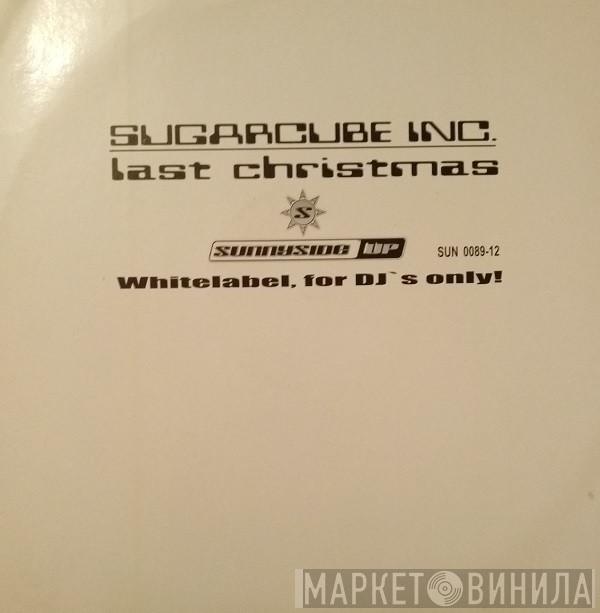 SUGARCUBE INC.
last christmas
S
SUNNYSIDE UP
SUN 0089-12
Whitelabel, for DJ`s only!
МАРКЕТ ВИНИЛА